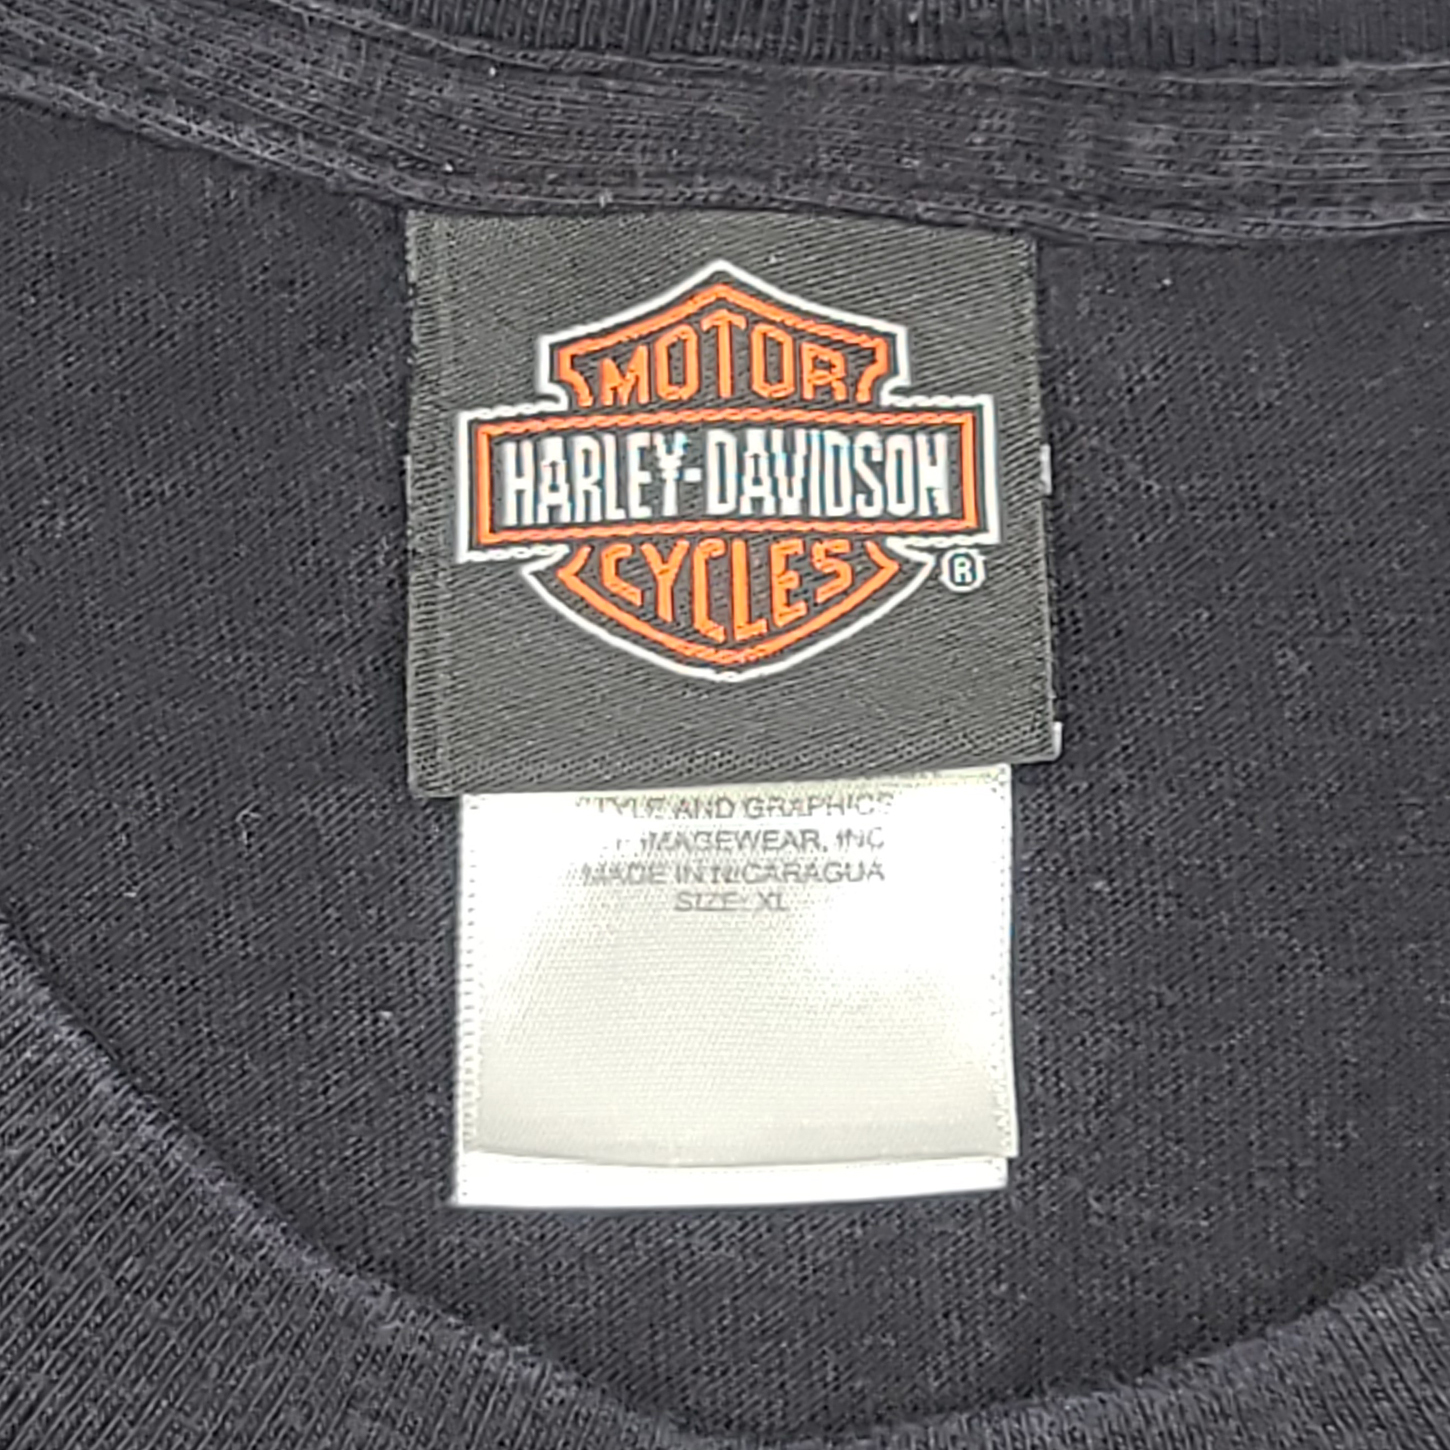 MOTOR
HARLEY-DAVIDSON
CYCLES
®
STYLE AND GRAPHICS
IMAGEWEAR, INC
MADE IN NICARAGUA
SIZE: XL